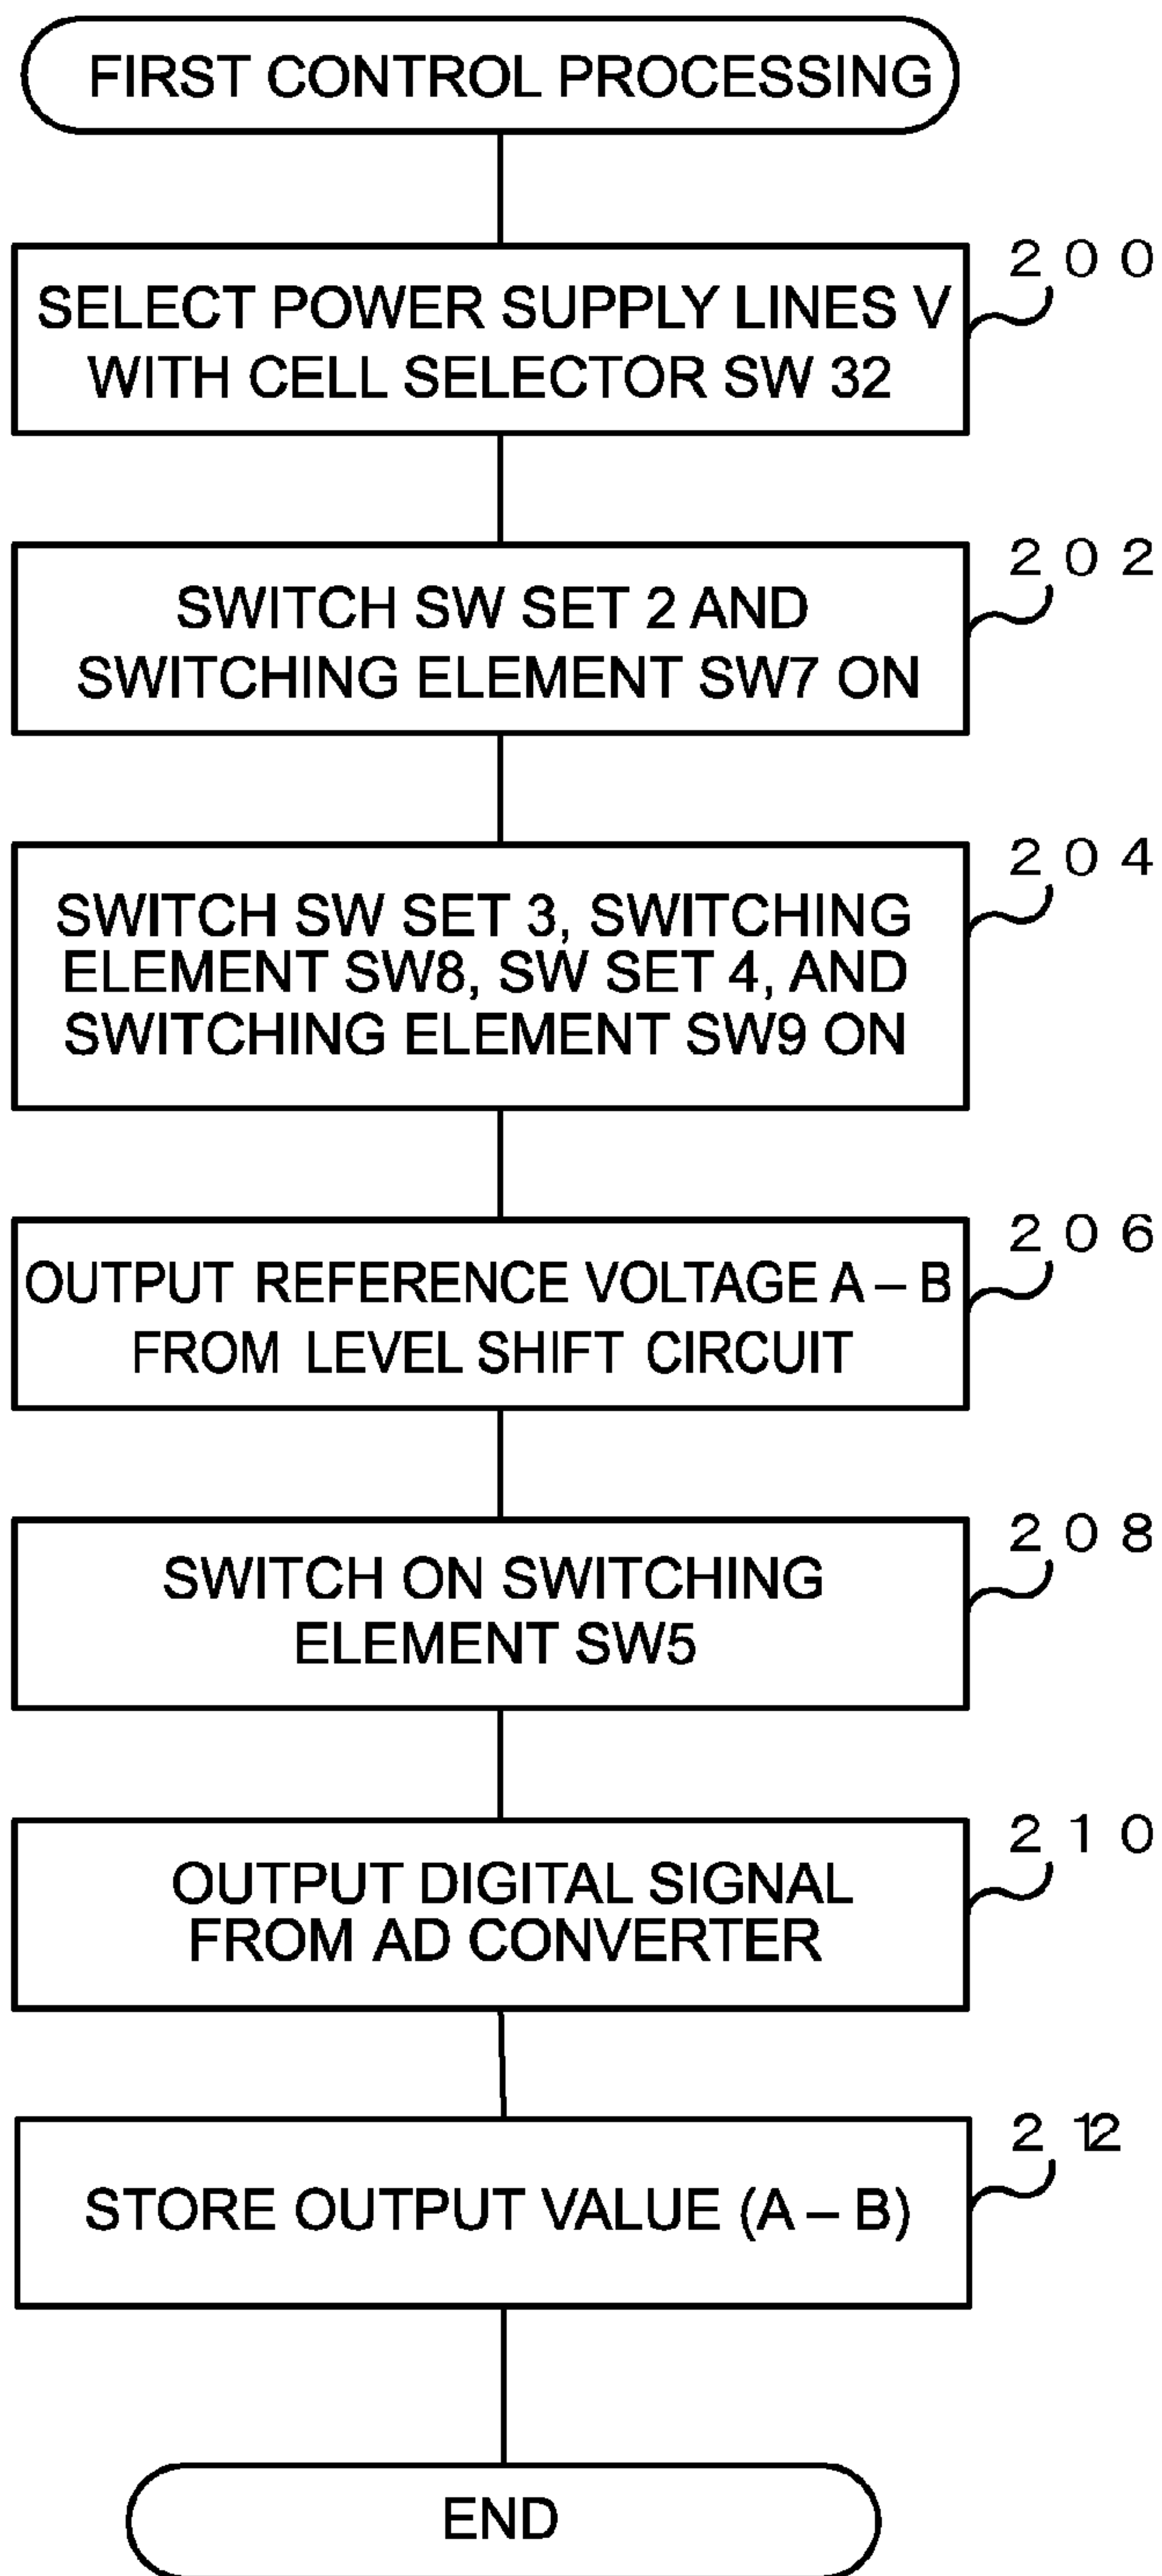 FIRST CONTROL PROCESSING
200
SELECT POWER SUPPLY LINES V
WITH CELL SELECTOR SW 32
202
SWITCH SW SET 2 AND
SWITCHING ELEMENT SW7 ON
204
SWITCH SW SET 3, SWITCHING
ELEMENT SW8, SW SET 4, AND
SWITCHING ELEMENT SW9 ON
206
OUTPUT REFERENCE VOLTAGE A – B
FROM LEVEL SHIFT CIRCUIT
208
SWITCH ON SWITCHING
ELEMENT SW5
210
OUTPUT DIGITAL SIGNAL
FROM AD CONVERTER
212
STORE OUTPUT VALUE (A – B)
END